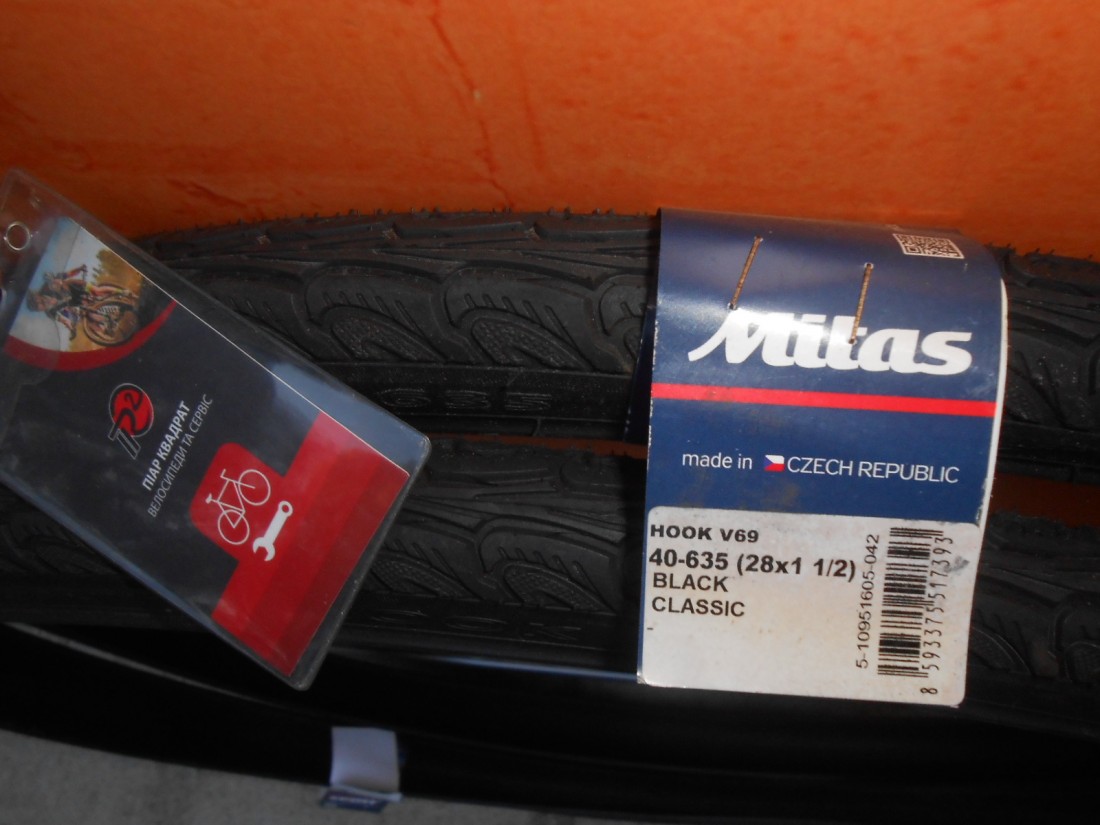 ПІАР КВАДРАТ
ВЕЛОСИПЕДИ ТА СЕРВІС
Mitas
made in CZECH REPUBLIC
HOOK V69
40-635 (28x1 1/2)
BLACK
CLASSIC
5-10951605-042
8 593375 517393